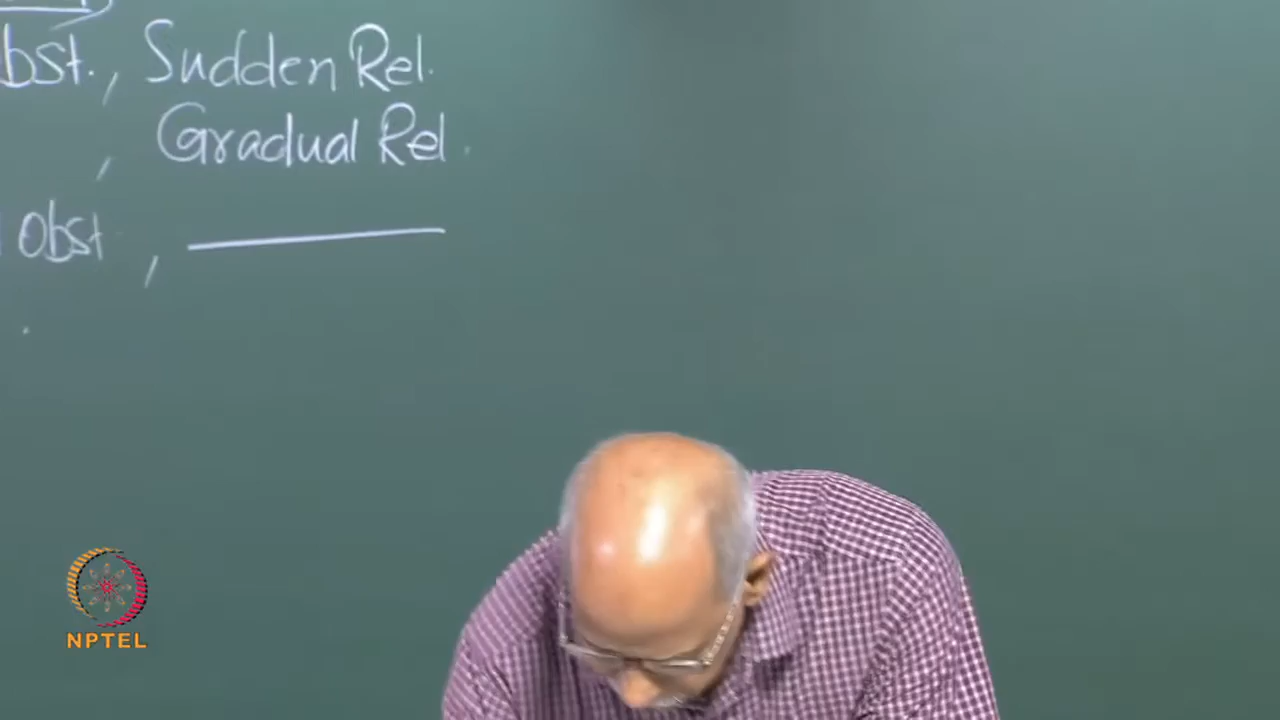 bst., Sudden Rel.
, Gradual Rel.
Obst , ———
NPTEL